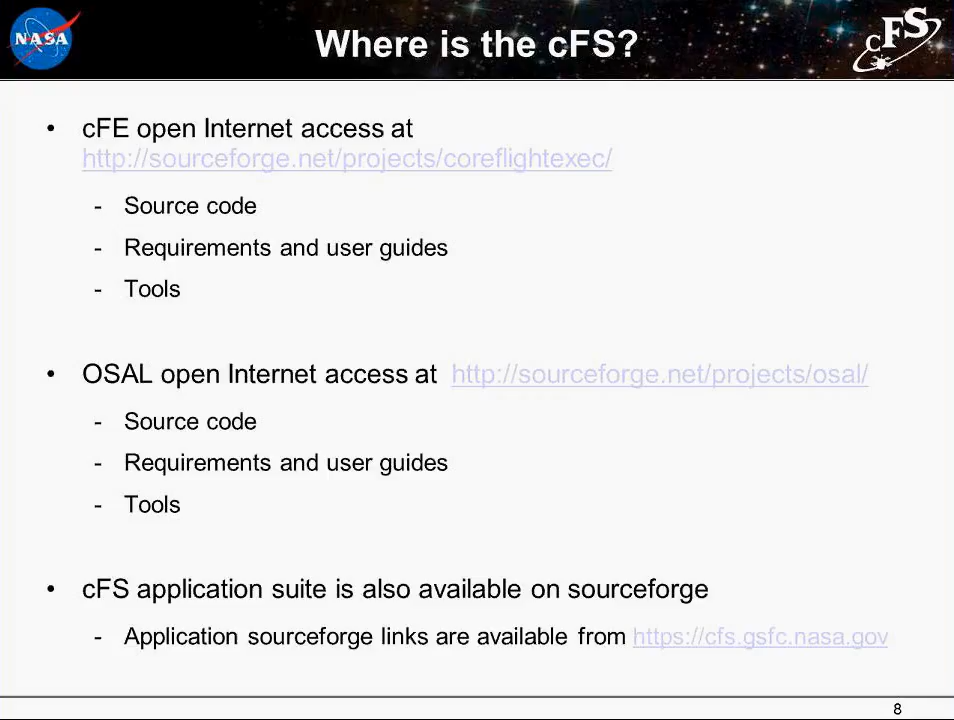 NASA
Where is the cFS?
cFS
• cFE open Internet access at
http://sourceforge.net/projects/coreflightexec/
- Source code
- Requirements and user guides
- Tools
• OSAL open Internet access at http://sourceforge.net/projects/osal/
- Source code
- Requirements and user guides
- Tools
• cFS application suite is also available on sourceforge
- Application sourceforge links are available from https://cfs.gsfc.nasa.gov
8